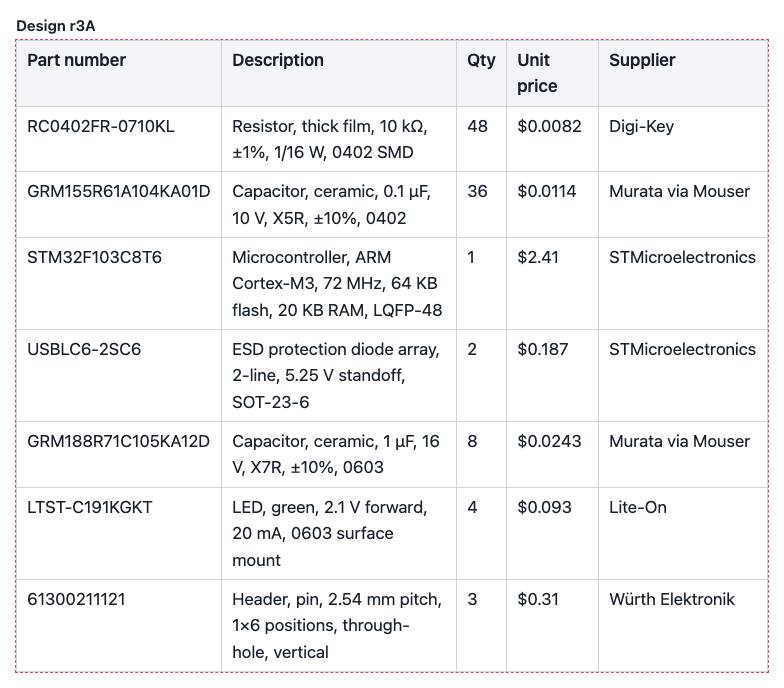 Design r3A
Part number Description Qty Unit
price Supplier
RC0402FR-0710KL Resistor, thick film, 10 kΩ, 48 $0.0082 Digi-Key
±1%, 1/16 W, 0402 SMD
GRM155R61A104KA01D Capacitor, ceramic, 0.1 µF, 36 $0.0114 Murata via Mouser
10 V, X5R, ±10%, 0402
STM32F103C8T6 Microcontroller, ARM 1 $2.41 STMicroelectronics
Cortex-M3, 72 MHz, 64 KB
flash, 20 KB RAM, LQFP-48
USBLC6-2SC6 ESD protection diode array, 2 $0.187 STMicroelectronics
2-line, 5.25 V standoff,
SOT-23-6
GRM188R71C105KA12D Capacitor, ceramic, 1 µF, 16 8 $0.0243 Murata via Mouser
V, X7R, ±10%, 0603
LTST-C191KGKT LED, green, 2.1 V forward, 4 $0.093 Lite-On
20 mA, 0603 surface
mount
61300211121 Header, pin, 2.54 mm pitch, 3 $0.31 Würth Elektronik
1×6 positions, through-
hole, vertical